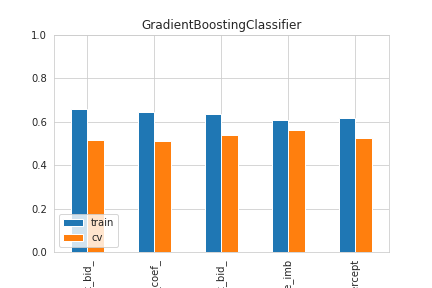 GradientBoostingClassifier
1.0
0.8
0.6
0.4
0.2
0.0
train
cv
_bid_
coef_
_bid_
e_imb
ercept